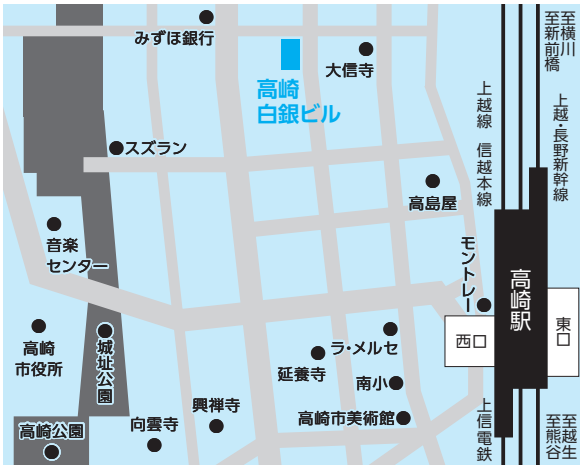 みずほ銀行
高崎
白銀ビル
大信寺
至横川
至新前橋
上越線
信越本線
上越・長野新幹線
スズラン
高島屋
音楽
センター
モントレー
高崎駅
高崎
市役所
城址公園
ラ・メルセ
西口
東口
延養寺
南小
高崎公園
向雲寺
興禅寺
高崎市美術館
上信電鉄
至越生
至熊谷